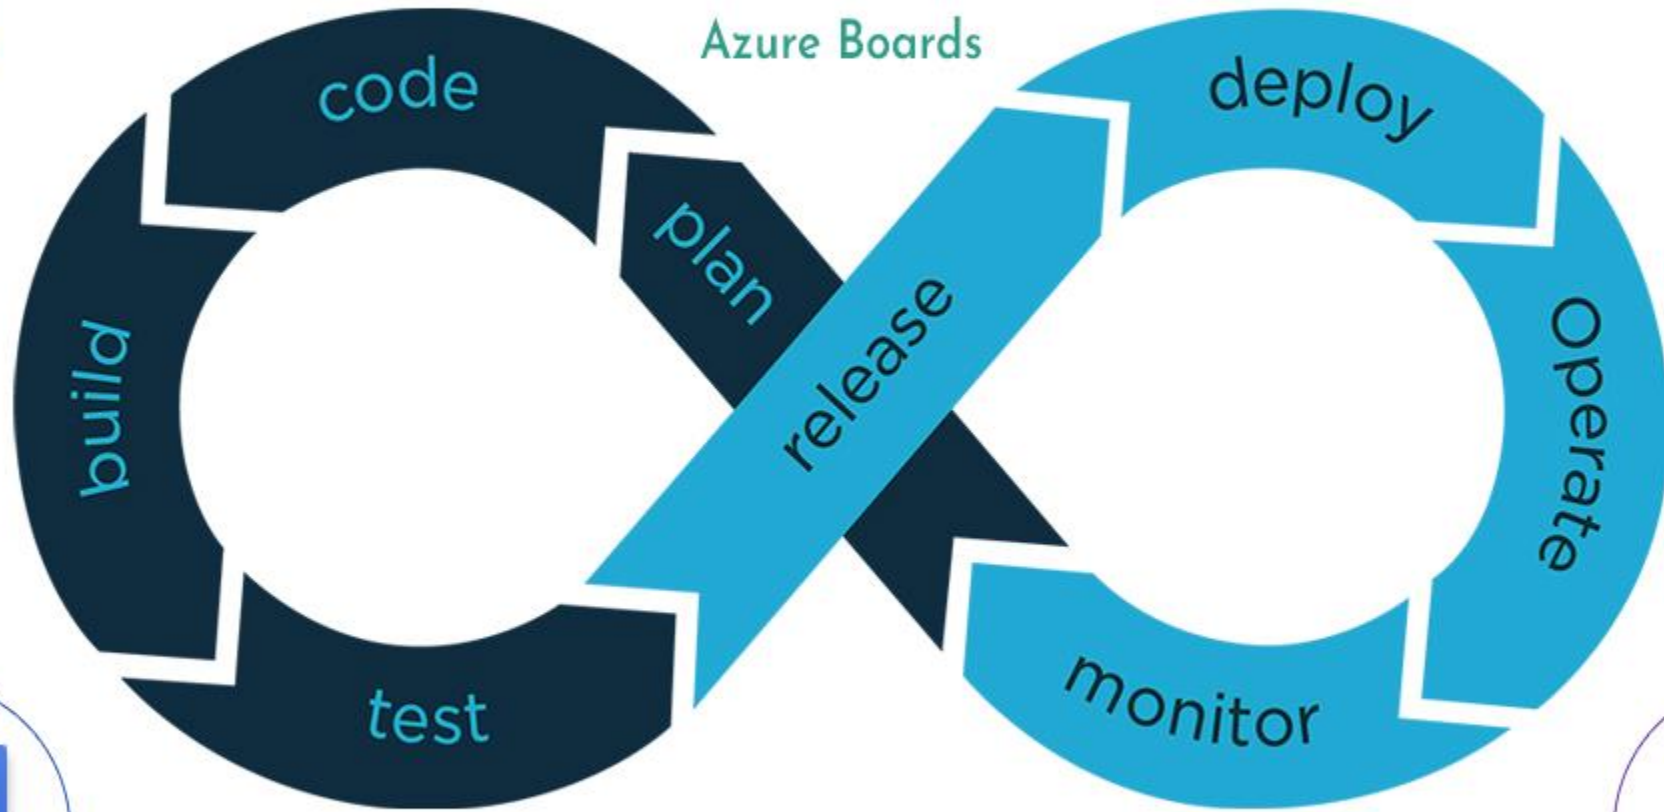 Azure Boards
code
deploy
plan
release
build
Operate
test
monitor